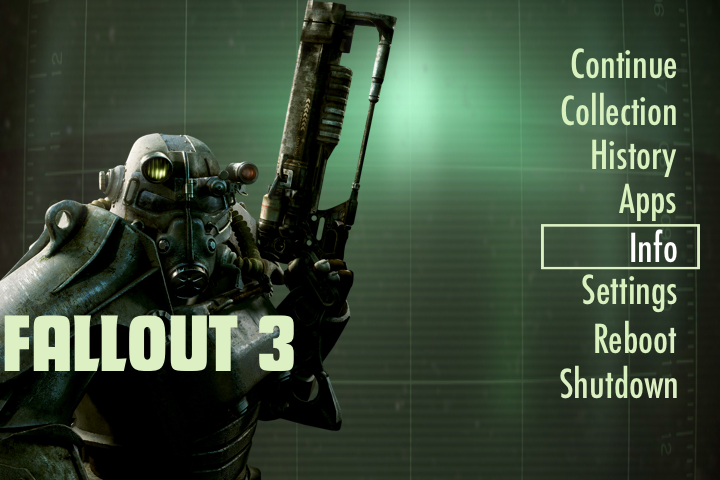 Continue
Collection
History
Apps
Info
Settings
FALLOUT 3
Reboot
Shutdown